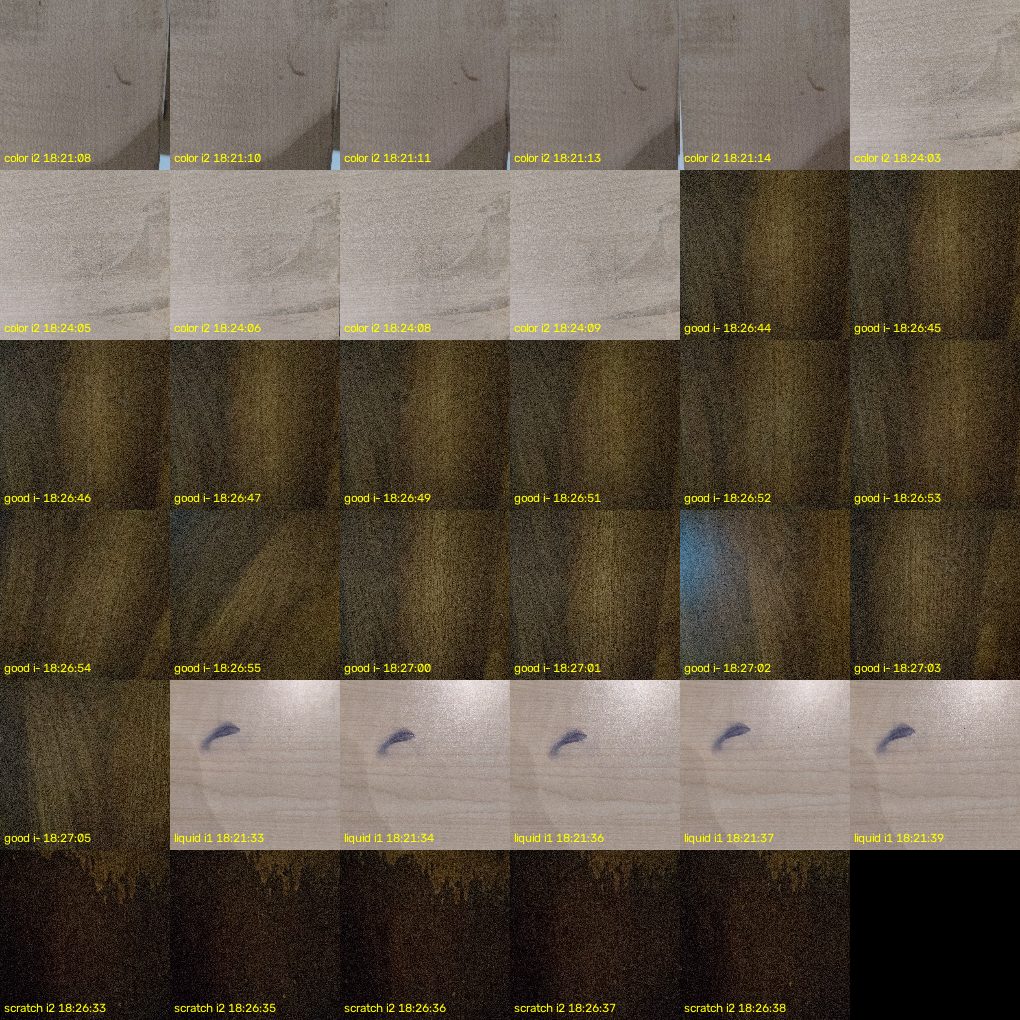 color i2 18:21:08
color i2 18:21:10
color i2 18:21:11
color i2 18:21:13
color i2 18:21:14
color i2 18:24:03
color i2 18:24:05
color i2 18:24:06
color i2 18:24:08
color i2 18:24:09
good i- 18:26:44
good i- 18:26:45
good i- 18:26:46
good i- 18:26:47
good i- 18:26:49
good i- 18:26:51
good i- 18:26:52
good i- 18:26:53
good i- 18:26:54
good i- 18:26:55
good i- 18:27:00
good i- 18:27:01
good i- 18:27:02
good i- 18:27:03
good i- 18:27:05
liquid i1 18:21:33
liquid i1 18:21:34
liquid i1 18:21:36
liquid i1 18:21:37
liquid i1 18:21:39
scratch i2 18:26:33
scratch i2 18:26:35
scratch i2 18:26:36
scratch i2 18:26:37
scratch i2 18:26:38